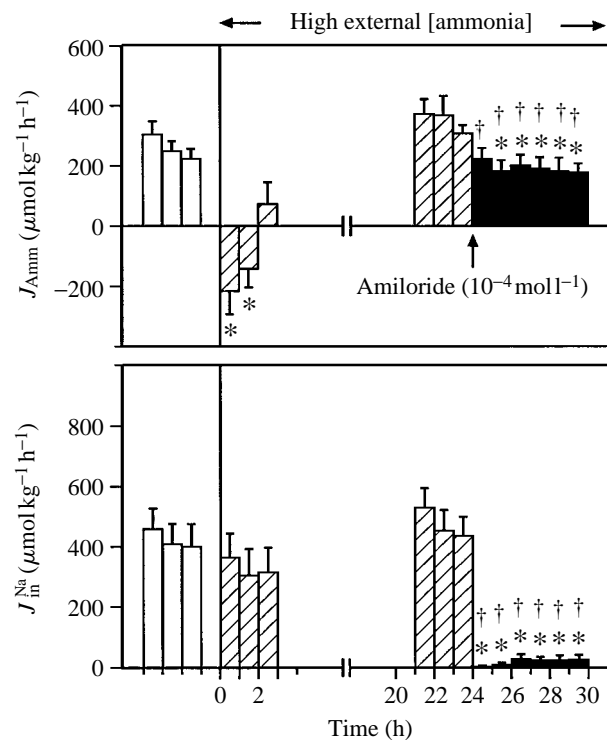 High external [ammonia]
600
400
200
0
−200
J_Amm (μmol kg⁻¹ h⁻¹)
* *
† † † † † †
* * * * *
Amiloride (10⁻⁴ mol l⁻¹)
800
600
400
200
0
J_in^Na (μmol kg⁻¹ h⁻¹)
† † † † † †
* * * * * *
0 2 20 22 24 26 28 30
Time (h)